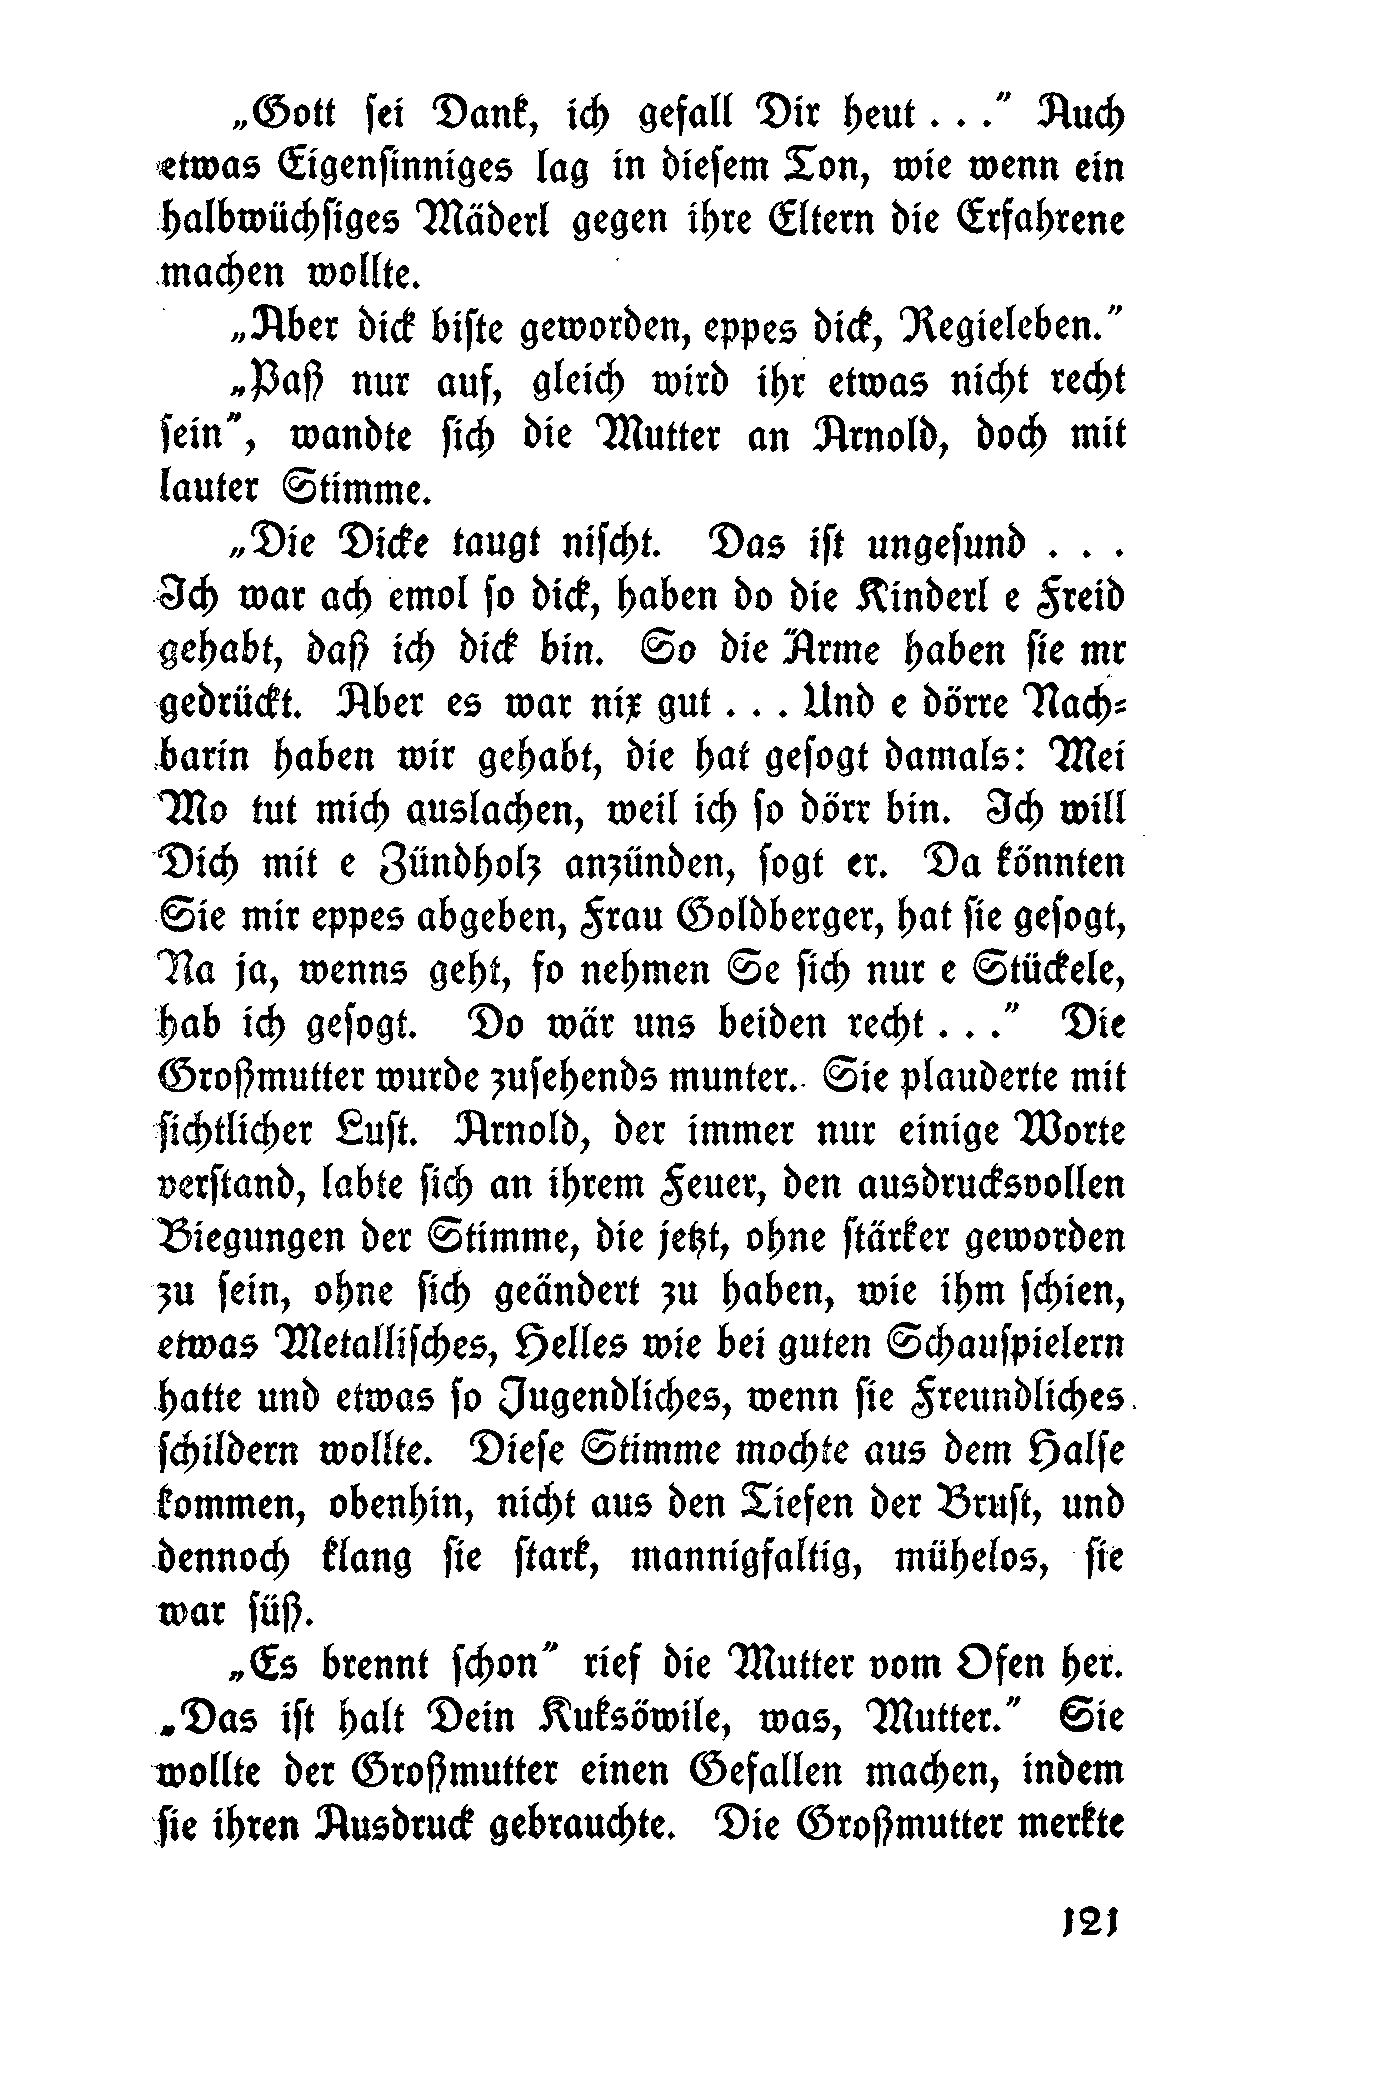 „Gott sei Dank, ich gefall Dir heut . . .” Auch
etwas Eigensinniges lag in diesem Ton, wie wenn ein
halbwüchsiges Mäderl gegen ihre Eltern die Erfahrene
machen wollte.
„Aber dick biste geworden, eppes dick, Regieleben.”
„Paß nur auf, gleich wird ihr etwas nicht recht
sein”, wandte sich die Mutter an Arnold, doch mit
lauter Stimme.
„Die Dicke taugt nischt. Das ist ungesund . . .
Ich war ach emol so dick, haben do die Kinderl e Freid
gehabt, daß ich dick bin. So die Ärme haben sie mr
gedrückt. Aber es war nix gut . . . Und e dörre Nach-
barin haben wir gehabt, die hat gesogt damals: Mei
Mo tut mich auslachen, weil ich so dörr bin. Ich will
Dich mit e Zündholz anzünden, sogt er. Da könnten
Sie mir eppes abgeben, Frau Goldberger, hat sie gesogt,
Na ja, wenns geht, so nehmen Se sich nur e Stückele,
hab ich gesogt. Do wär uns beiden recht . . .” Die
Großmutter wurde zusehends munter. Sie plauderte mit
sichtlicher Lust. Arnold, der immer nur einige Worte
verstand, labte sich an ihrem Feuer, den ausdrucksvollen
Biegungen der Stimme, die jetzt, ohne stärker geworden
zu sein, ohne sich geändert zu haben, wie ihm schien,
etwas Metallisches, Helles wie bei guten Schauspielern
hatte und etwas so Jugendliches, wenn sie Freundliches
schildern wollte. Diese Stimme mochte aus dem Halse
kommen, obenhin, nicht aus den Tiefen der Brust, und
dennoch klang sie stark, mannigfaltig, mühelos, sie
war süß.
„Es brennt schon” rief die Mutter vom Ofen her.
„Das ist halt Dein Kuksöwile, was, Mutter.” Sie
wollte der Großmutter einen Gefallen machen, indem
sie ihren Ausdruck gebrauchte. Die Großmutter merkte
121